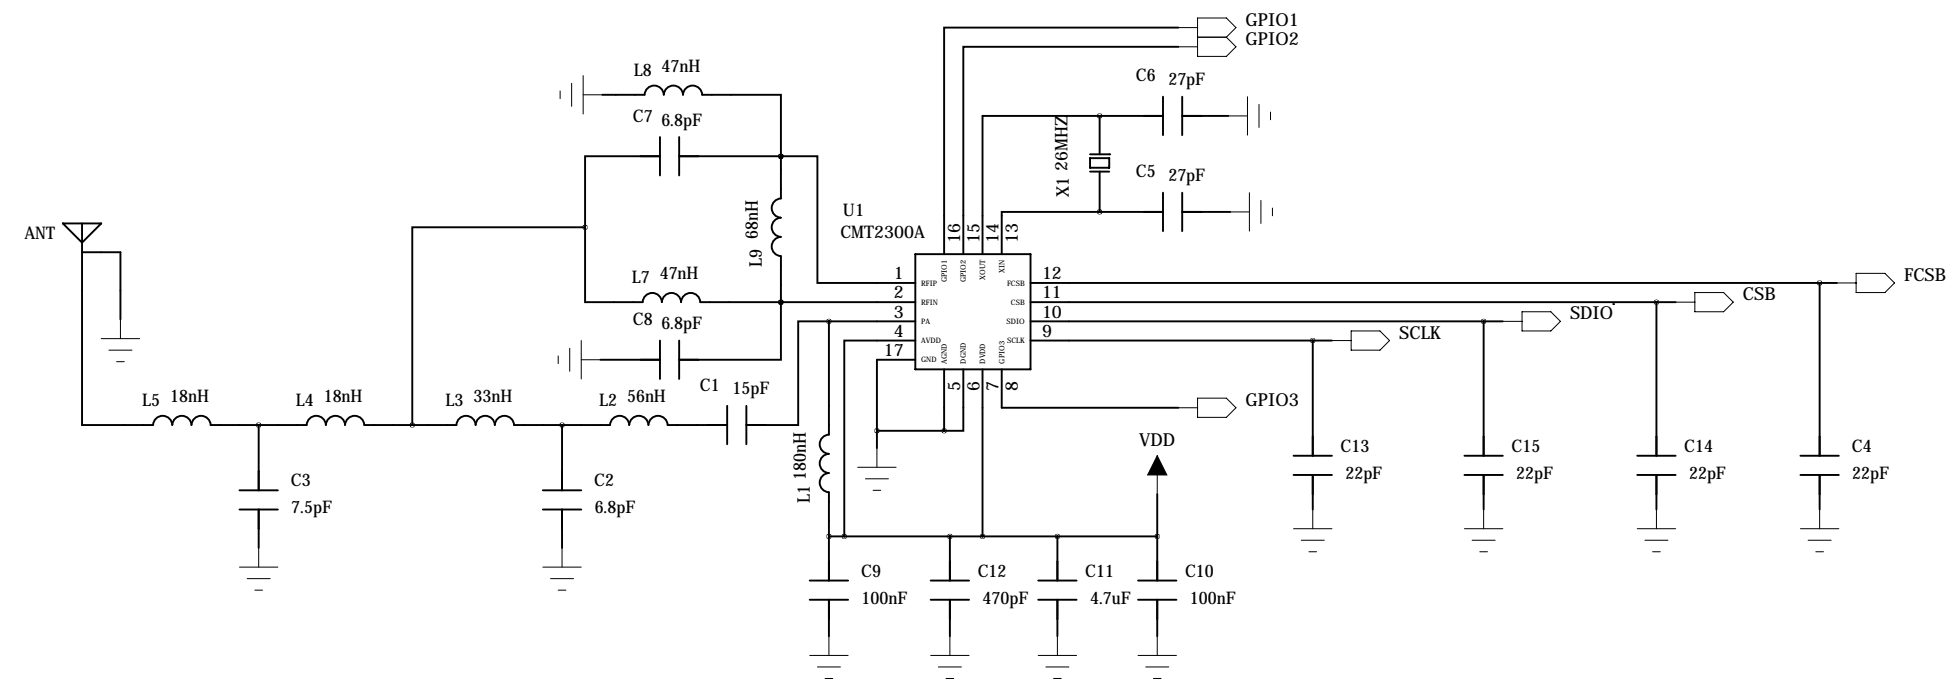 GPIO1
GPIO2
L8 47nH
C7 6.8pF
C6 27pF
X1 26MHZ
C5 27pF
ANT
L9 68nH
U1
CMT2300A
16 15 14 13
GPIO1 GPIO2 XOUT XIN
1 RFIP FCSB 12 FCSB
2 RFIN CSB 11 CSB
3 PA SDIO 10 SDIO
4 AVDD SCLK 9 SCLK
17 GND
AGND DGND DVDD GPIO3
5 6 7 8
L7 47nH
C8 6.8pF
GPIO3
L5 18nH
L4 18nH
L3 33nH
L2 56nH
C1 15pF
L1 180nH
VDD
C3
7.5pF
C2
6.8pF
C13
22pF
C15
22pF
C14
22pF
C4
22pF
C9
100nF
C12
470pF
C11
4.7uF
C10
100nF